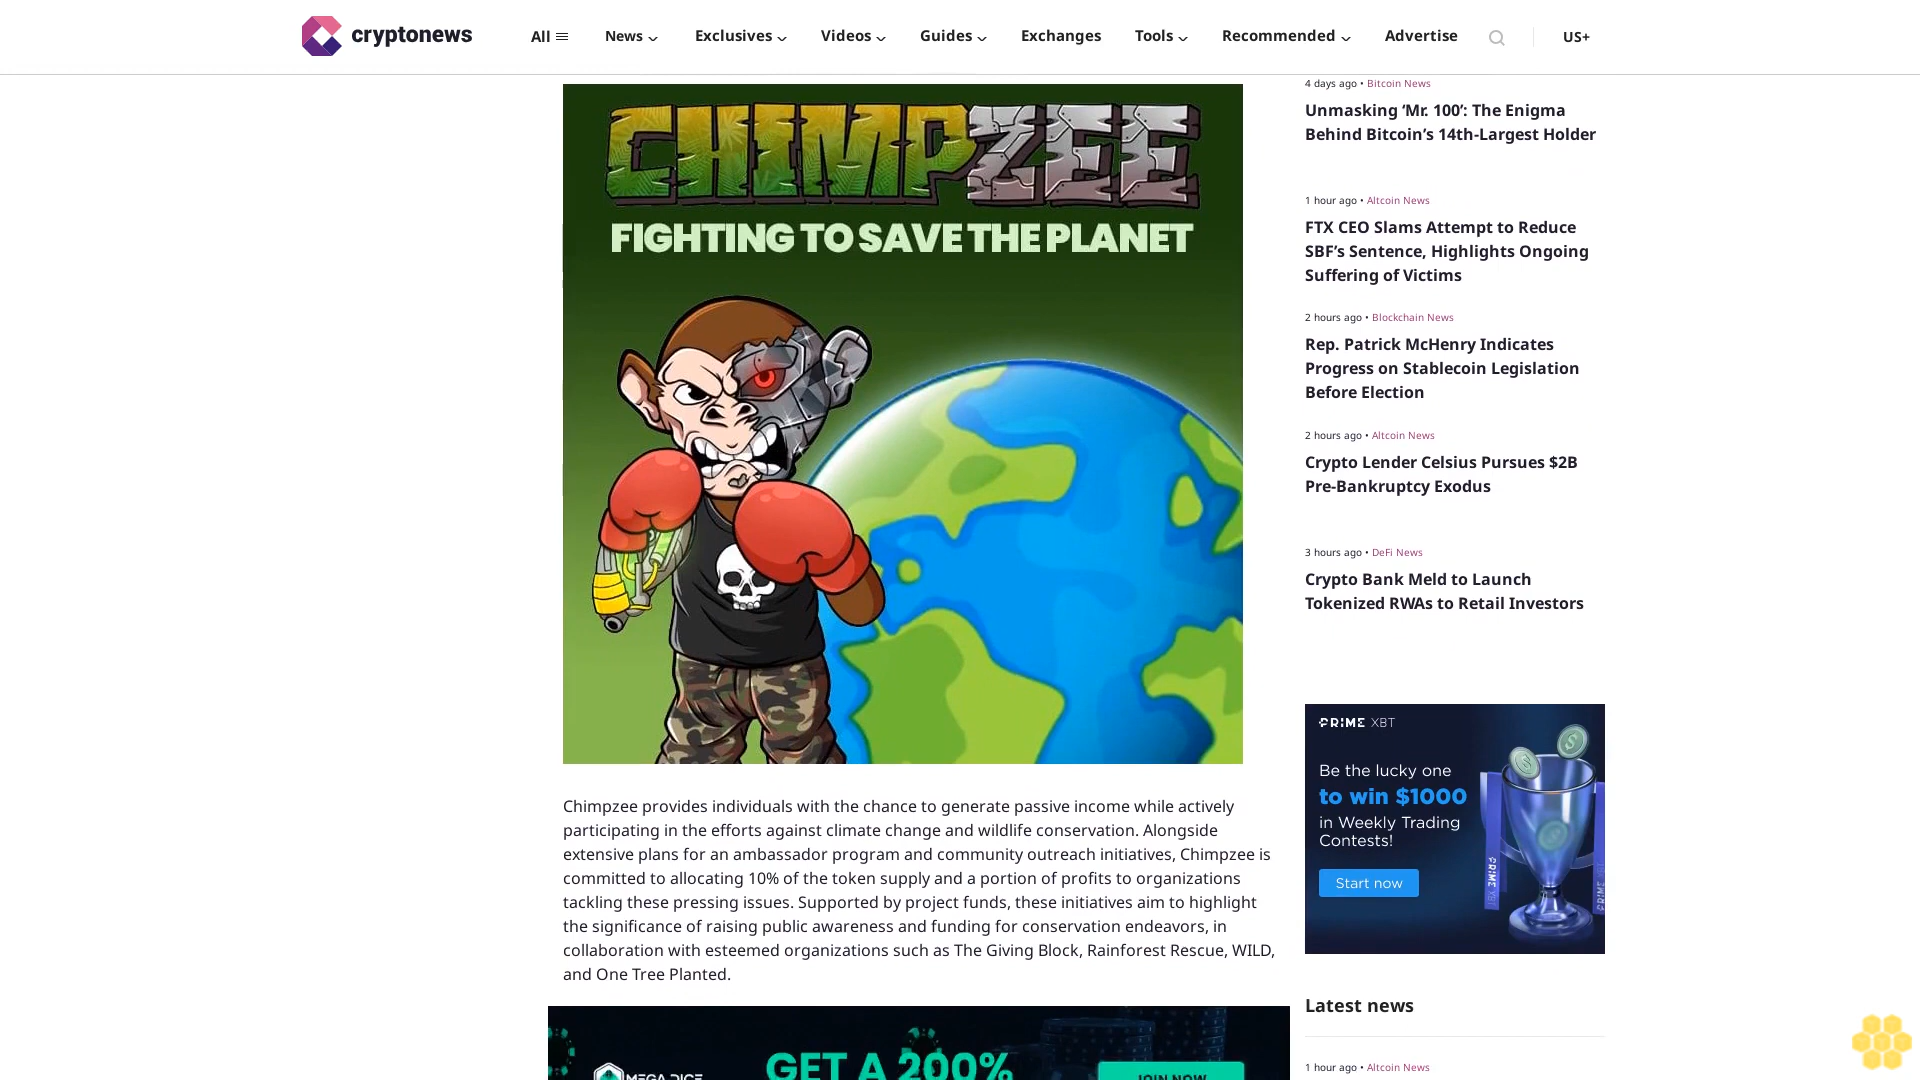 cryptonews
All
News
Exclusives
Videos
Guides
Exchanges
Tools
Recommended
Advertise
US+
CHIMPZEE
FIGHTING TO SAVE THE PLANET
Chimpzee provides individuals with the chance to generate passive income while actively
participating in the efforts against climate change and wildlife conservation. Alongside
extensive plans for an ambassador program and community outreach initiatives, Chimpzee is
committed to allocating 10% of the token supply and a portion of profits to organizations
tackling these pressing issues. Supported by project funds, these initiatives aim to highlight
the significance of raising public awareness and funding for conservation endeavors, in
collaboration with esteemed organizations such as The Giving Block, Rainforest Rescue, WILD,
and One Tree Planted.
MEGA DICE
GET A 200%
JOIN NOW
4 days ago • Bitcoin News
Unmasking ‘Mr. 100’: The Enigma
Behind Bitcoin’s 14th-Largest Holder
1 hour ago • Altcoin News
FTX CEO Slams Attempt to Reduce
SBF’s Sentence, Highlights Ongoing
Suffering of Victims
2 hours ago • Blockchain News
Rep. Patrick McHenry Indicates
Progress on Stablecoin Legislation
Before Election
2 hours ago • Altcoin News
Crypto Lender Celsius Pursues $2B
Pre-Bankruptcy Exodus
3 hours ago • DeFi News
Crypto Bank Meld to Launch
Tokenized RWAs to Retail Investors
PRIME XBT
Be the lucky one
to win $1000
in Weekly Trading
Contests!
Start now
PRIME XBT
Latest news
1 hour ago • Altcoin News